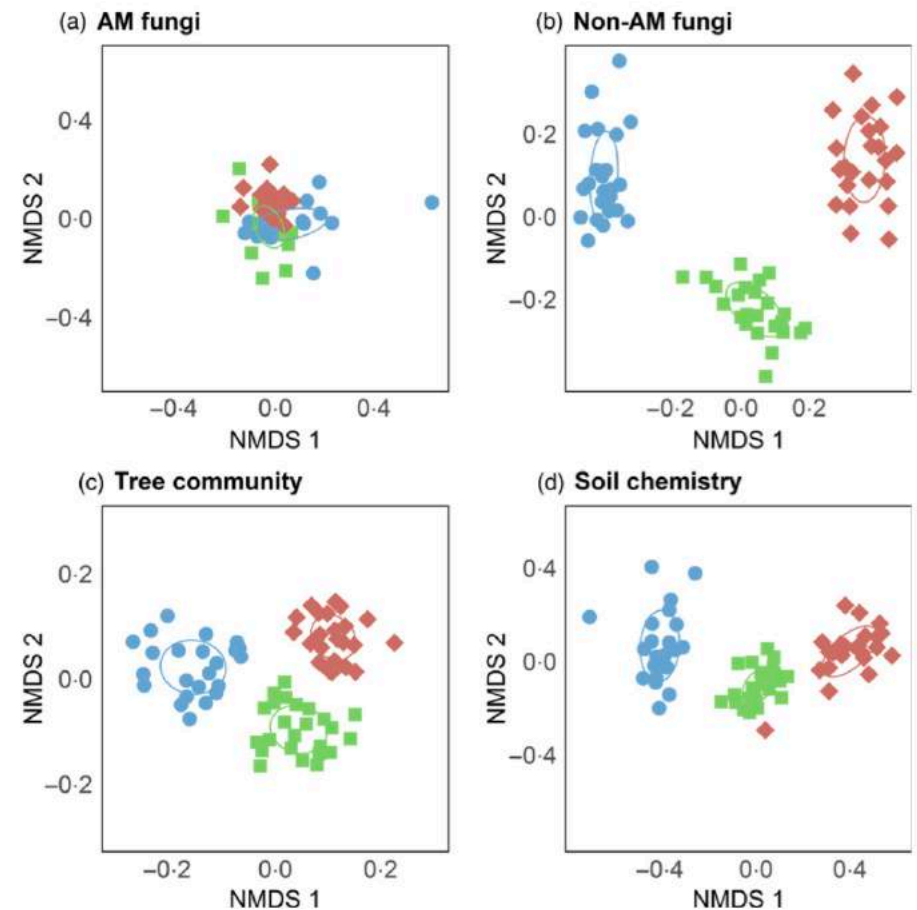 (a) AM fungi
0·4
0·0
−0·4
NMDS 2
−0·4 0·0 0·4
NMDS 1
(b) Non-AM fungi
0·2
0·0
−0·2
NMDS 2
−0·2 0·0 0·2
NMDS 1
(c) Tree community
0·2
0·0
−0·2
NMDS 2
−0·2 0·0 0·2
NMDS 1
(d) Soil chemistry
0·4
0·0
−0·4
NMDS 2
−0·4 0·0 0·4
NMDS 1